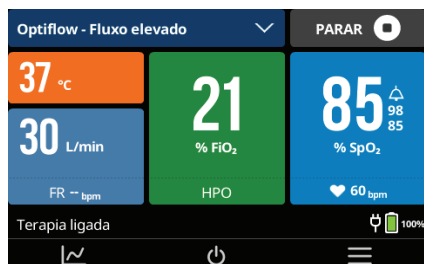 Optiflow - Fluxo elevado
PARAR
37 °C
30 L/min
FR -- bpm
21
% FiO₂
HPO
85
98
85
% SpO₂
60 bpm
Terapia ligada
100%